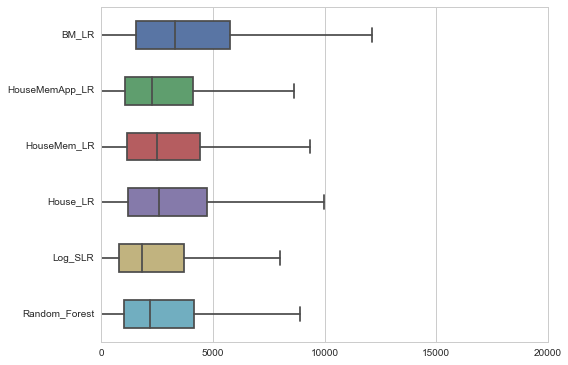 BM_LR
HouseMemApp_LR
HouseMem_LR
House_LR
Log_SLR
Random_Forest
0 5000 10000 15000 20000